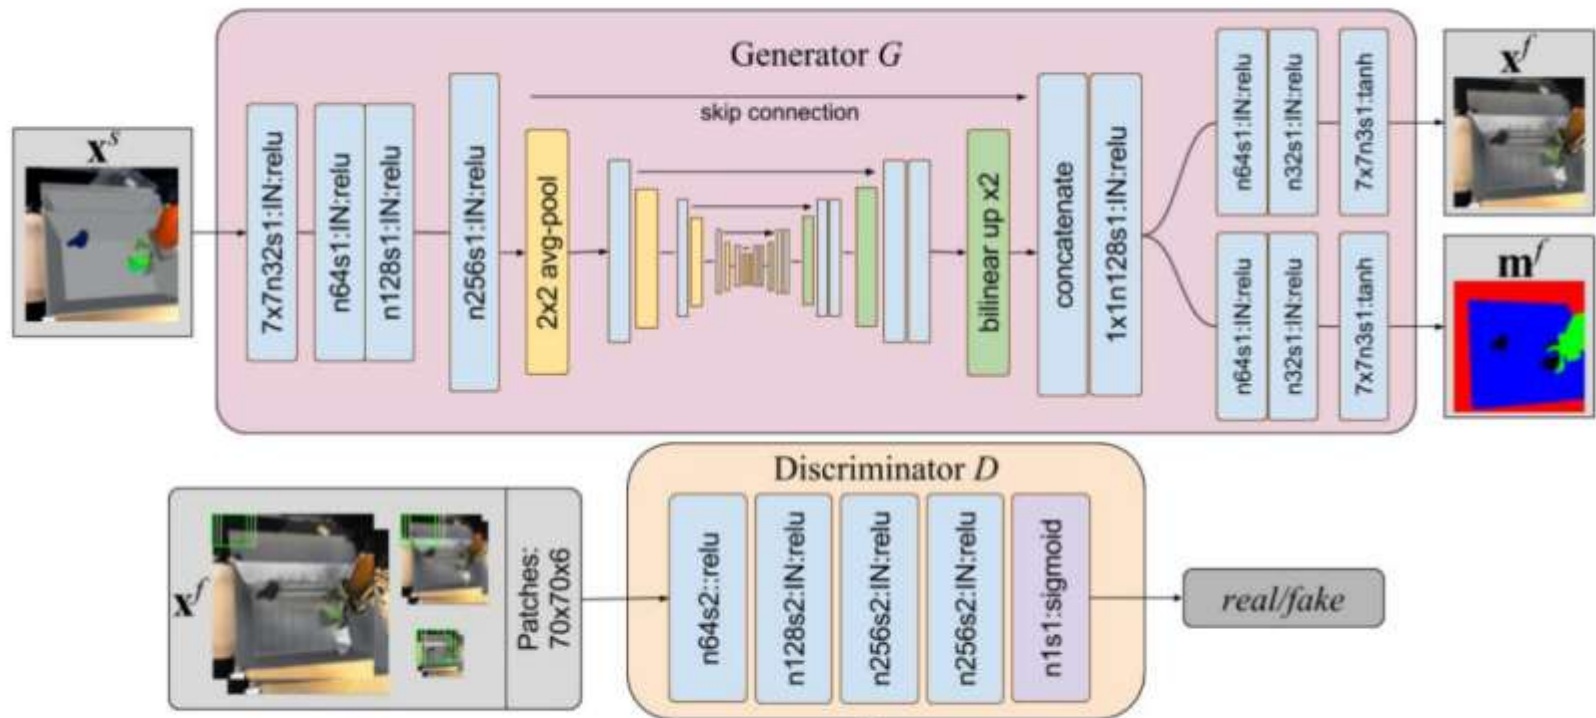 Generator G
x^s
7x7n32s1:IN:relu
n64s1:IN:relu
n128s1:IN:relu
n256s1:IN:relu
2x2 avg-pool
skip connection
bilinear up x2
concatenate
1x1n128s1:IN:relu
n64s1:IN:relu
n32s1:IN:relu
7x7n3s1:tanh
x^f
n64s1:IN:relu
n32s1:IN:relu
7x7n3s1:tanh
m^f
Discriminator D
x^f
Patches:
70x70x6
n64s2::relu
n128s2:IN:relu
n256s2:IN:relu
n256s2:IN:relu
n1s1:sigmoid
real/fake